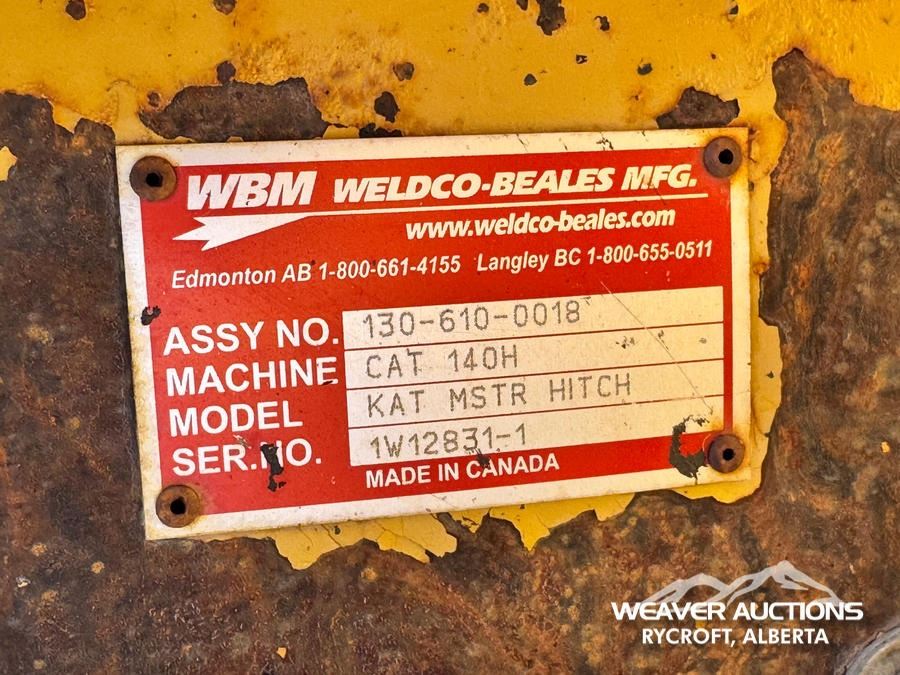 WBM WELDCO-BEALES MFG.
www.weldco-beales.com
Edmonton AB 1-800-661-4155 Langley BC 1-800-655-0511
ASSY NO. 130-610-0018
MACHINE CAT 140H
MODEL KAT MSTR HITCH
SER.NO. 1W12831-1
MADE IN CANADA
WEAVER AUCTIONS
RYCROFT, ALBERTA